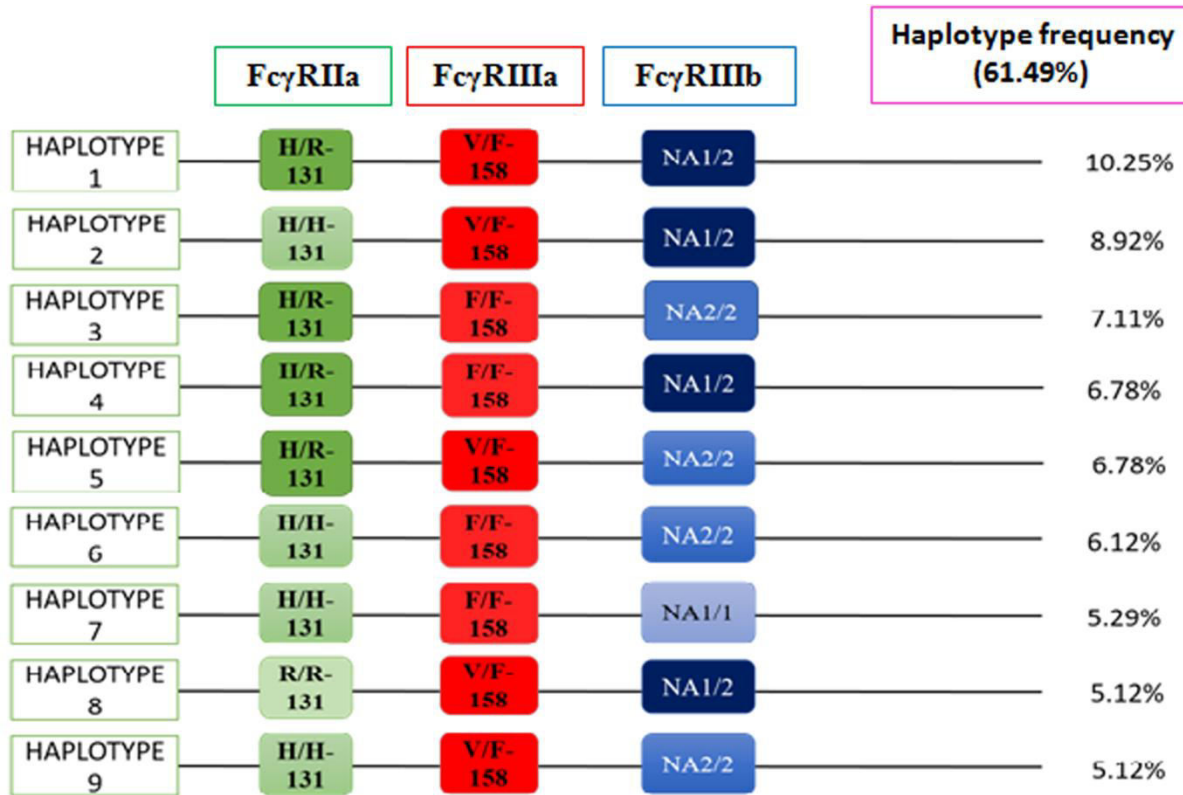 Haplotype frequency
(61.49%)
FcγRIIa FcγRIIIa FcγRIIIb
HAPLOTYPE
1
H/R-
131
V/F-
158
NA1/2
10.25%
HAPLOTYPE
2
H/H-
131
V/F-
158
NA1/2
8.92%
HAPLOTYPE
3
H/R-
131
F/F-
158
NA2/2
7.11%
HAPLOTYPE
4
H/R-
131
F/F-
158
NA1/2
6.78%
HAPLOTYPE
5
H/R-
131
V/F-
158
NA2/2
6.78%
HAPLOTYPE
6
H/H-
131
F/F-
158
NA2/2
6.12%
HAPLOTYPE
7
H/H-
131
F/F-
158
NA1/1
5.29%
HAPLOTYPE
8
R/R-
131
V/F-
158
NA1/2
5.12%
HAPLOTYPE
9
H/H-
131
V/F-
158
NA2/2
5.12%